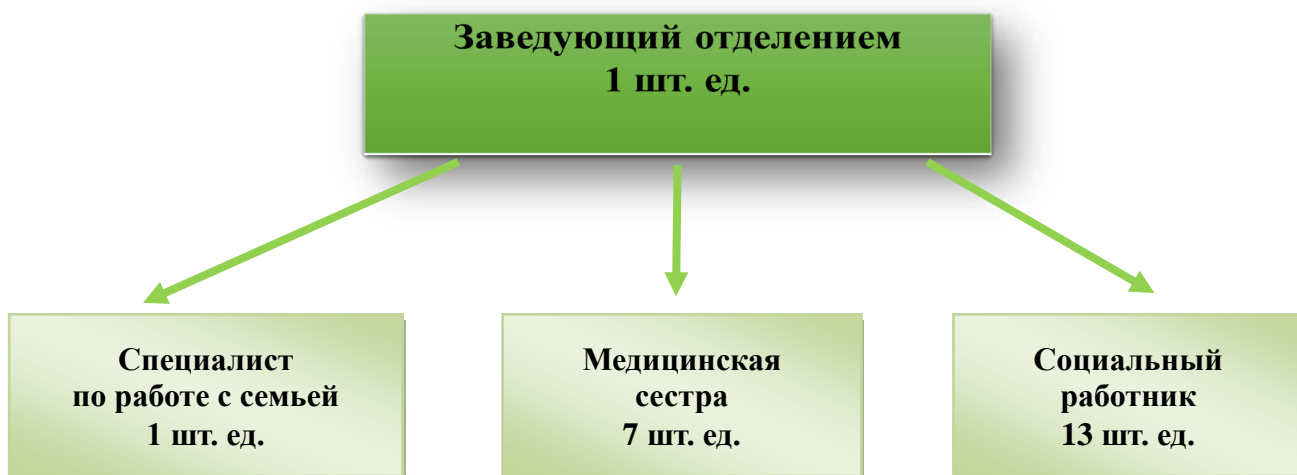 Заведующий отделением
1 шт. ед.
Специалист
по работе с семьей
1 шт. ед.
Медицинская
сестра
7 шт. ед.
Социальный
работник
13 шт. ед.